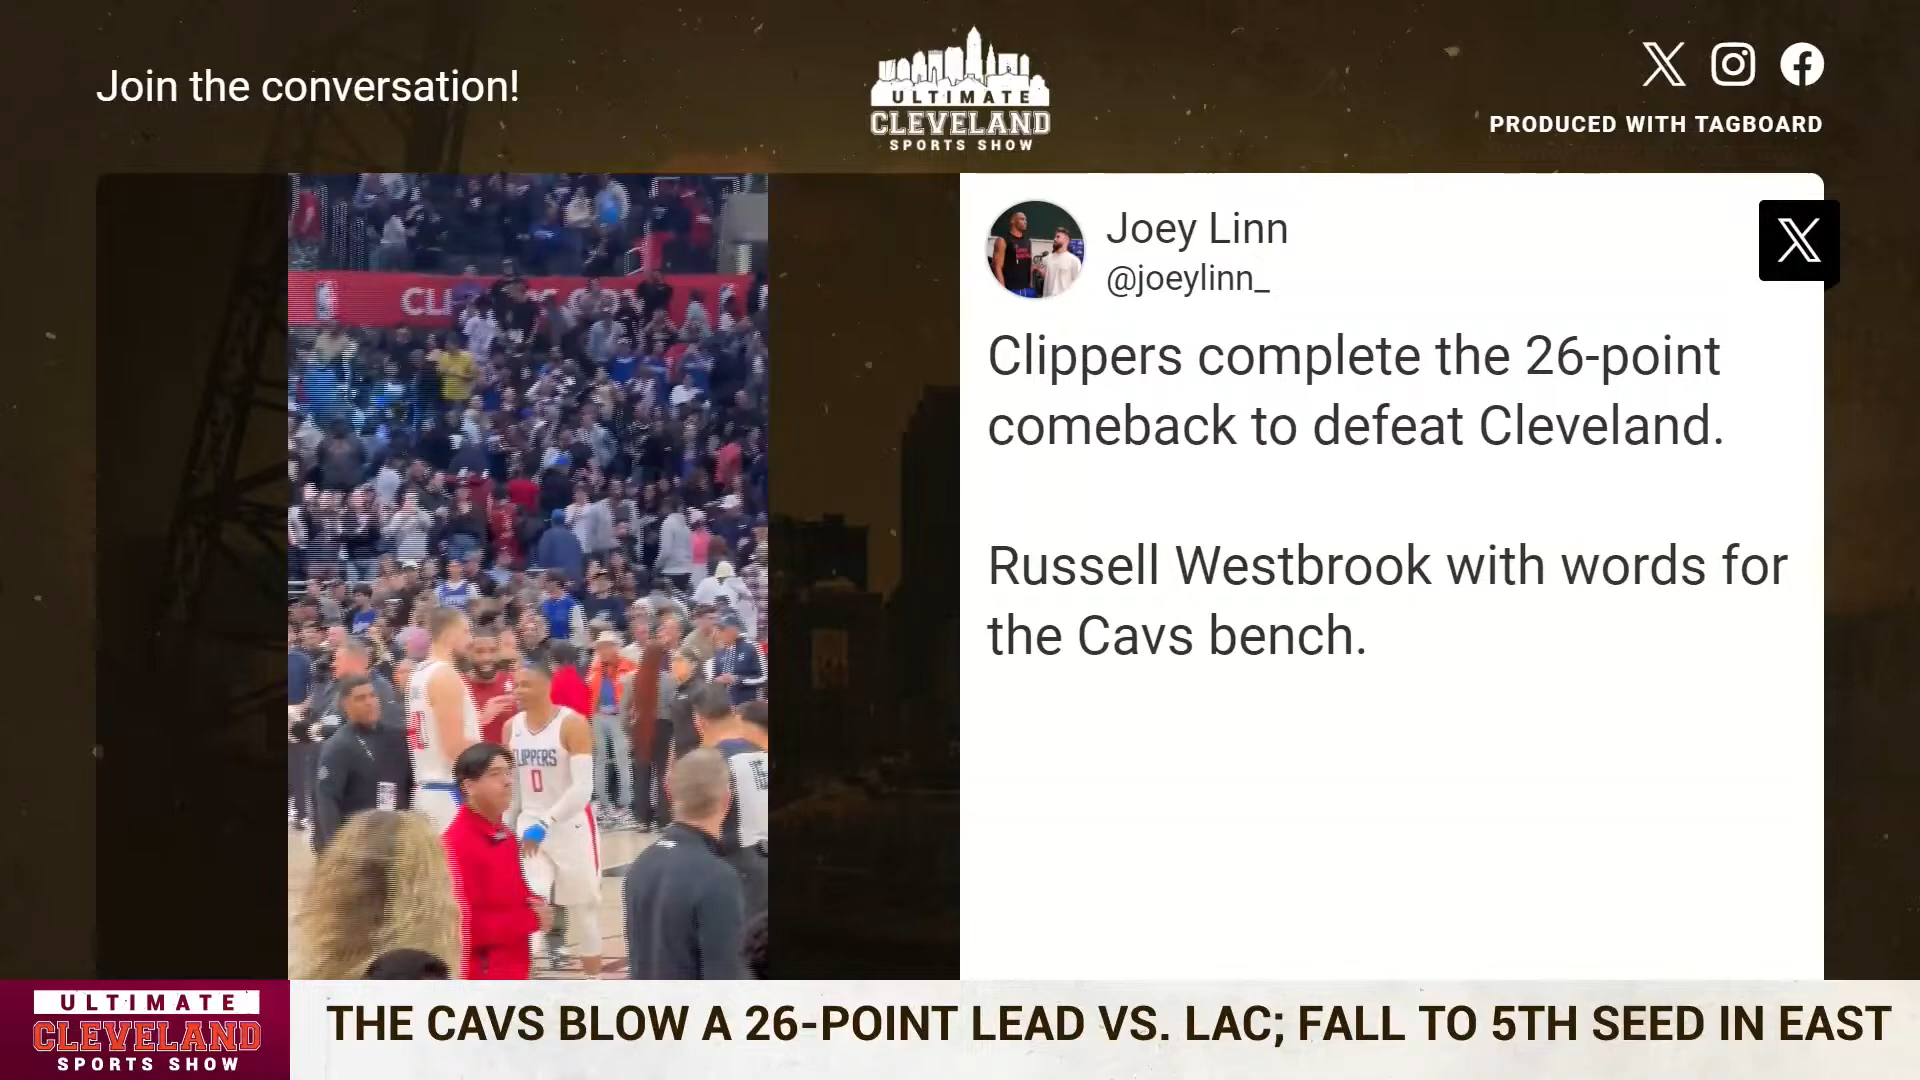 Join the conversation!
ULTIMATE
CLEVELAND
SPORTS SHOW
PRODUCED WITH TAGBOARD
Joey Linn
@joeylinn_
Clippers complete the 26-point
comeback to defeat Cleveland.
Russell Westbrook with words for
the Cavs bench.
CLIPPERS
0
ULTIMATE
CLEVELAND
SPORTS SHOW
THE CAVS BLOW A 26-POINT LEAD VS. LAC; FALL TO 5TH SEED IN EAST